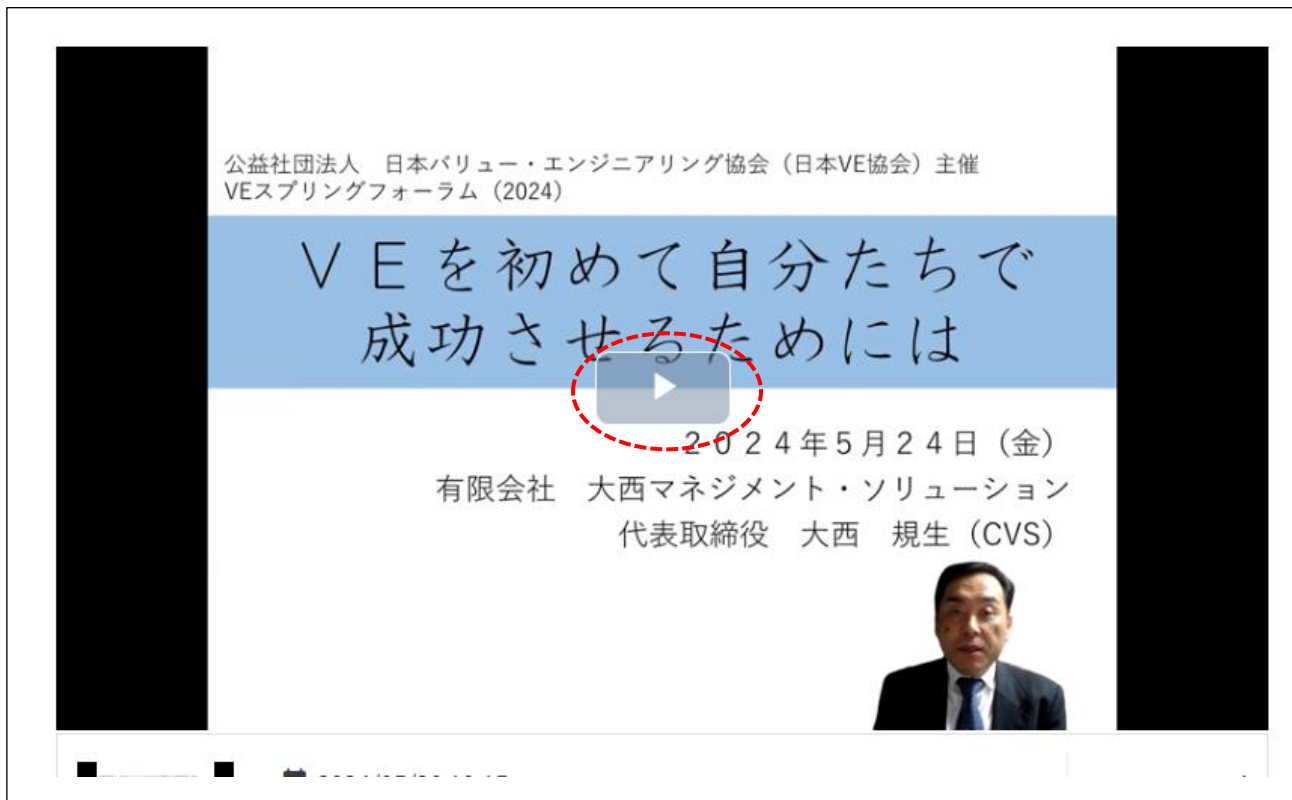 公益社団法人　日本バリュー・エンジニアリング協会（日本VE協会）主催
VEスプリングフォーラム（2024）
ＶＥを初めて自分たちで
成功させるためには
２０２４年５月２４日（金）
有限会社　大西マネジメント・ソリューション
代表取締役　大西　規生（CVS）